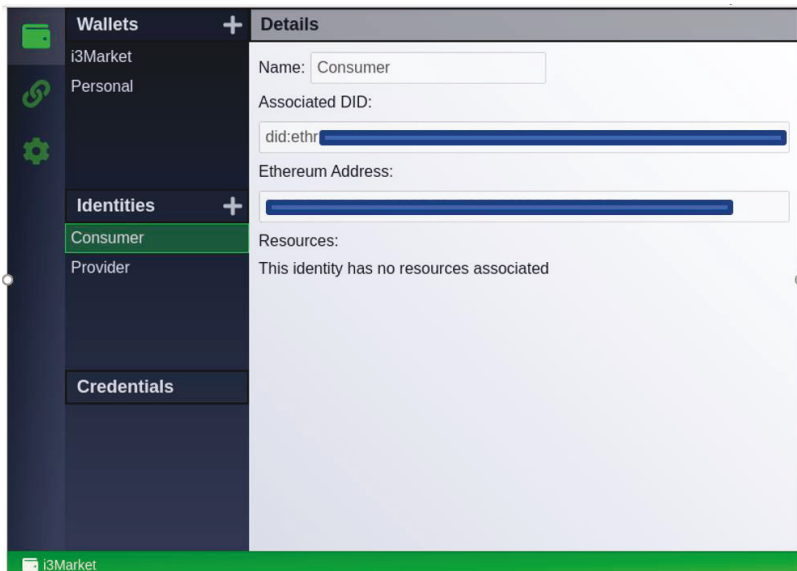 Wallets
i3Market
Personal
Identities
Consumer
Provider
Credentials
Details
Name: Consumer
Associated DID:
did:ethr
Ethereum Address:
Resources:
This identity has no resources associated
i3Market